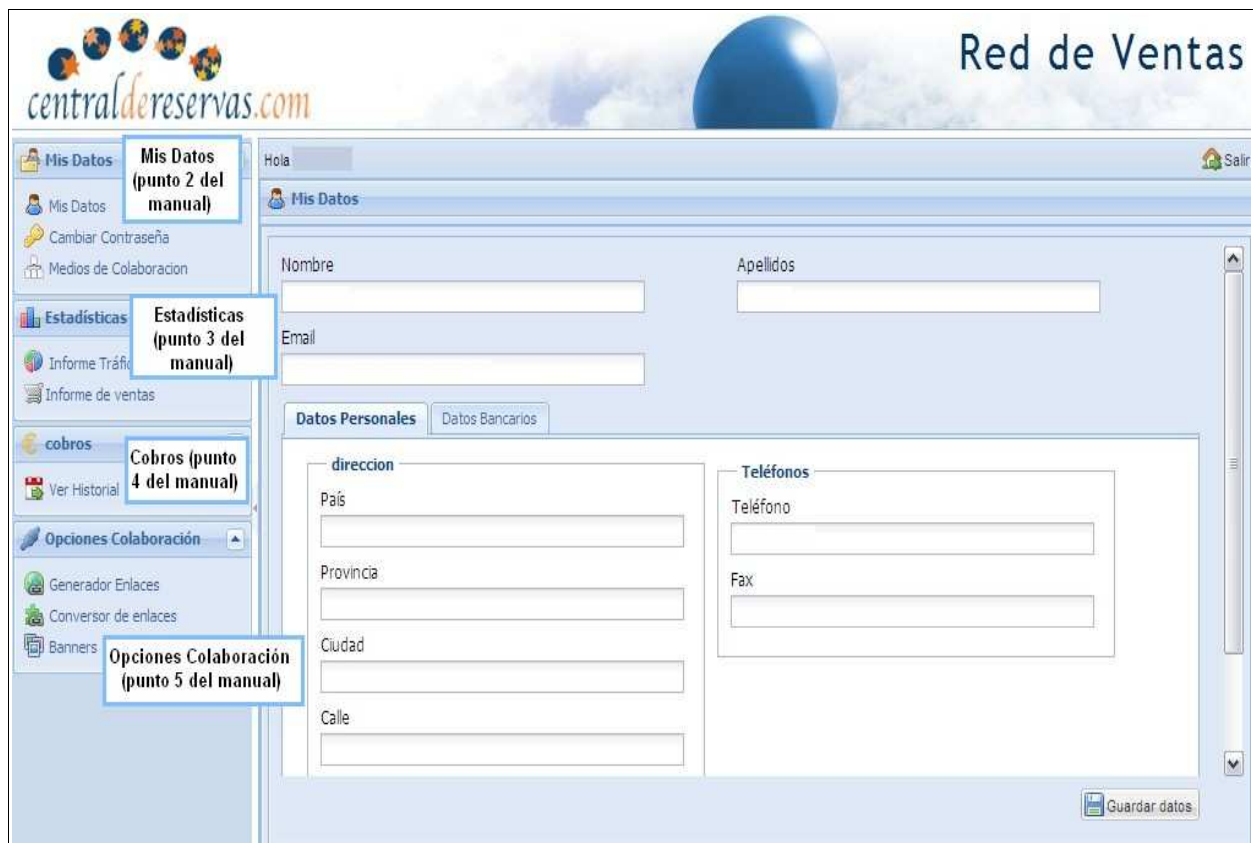 centraldereservas.com
Red de Ventas
Mis Datos
Mis Datos
(punto 2 del
manual)
Mis Datos
Cambiar Contraseña
Medios de Colaboracion
Estadísticas
Estadísticas
(punto 3 del
manual)
Informe
Informe de ventas
cobros
Cobros (punto
4 del manual)
Ver Historial
Opciones Colaboración
Generador Enlaces
Conversor de enlaces
Banners
Opciones Colaboración
(punto 5 del manual)
Hola
Salir
Mis Datos
Nombre
Apellidos
Email
Datos Personales
Datos Bancarios
direccion
País
Provincia
Ciudad
Calle
Teléfonos
Teléfono
Fax
Guardar datos